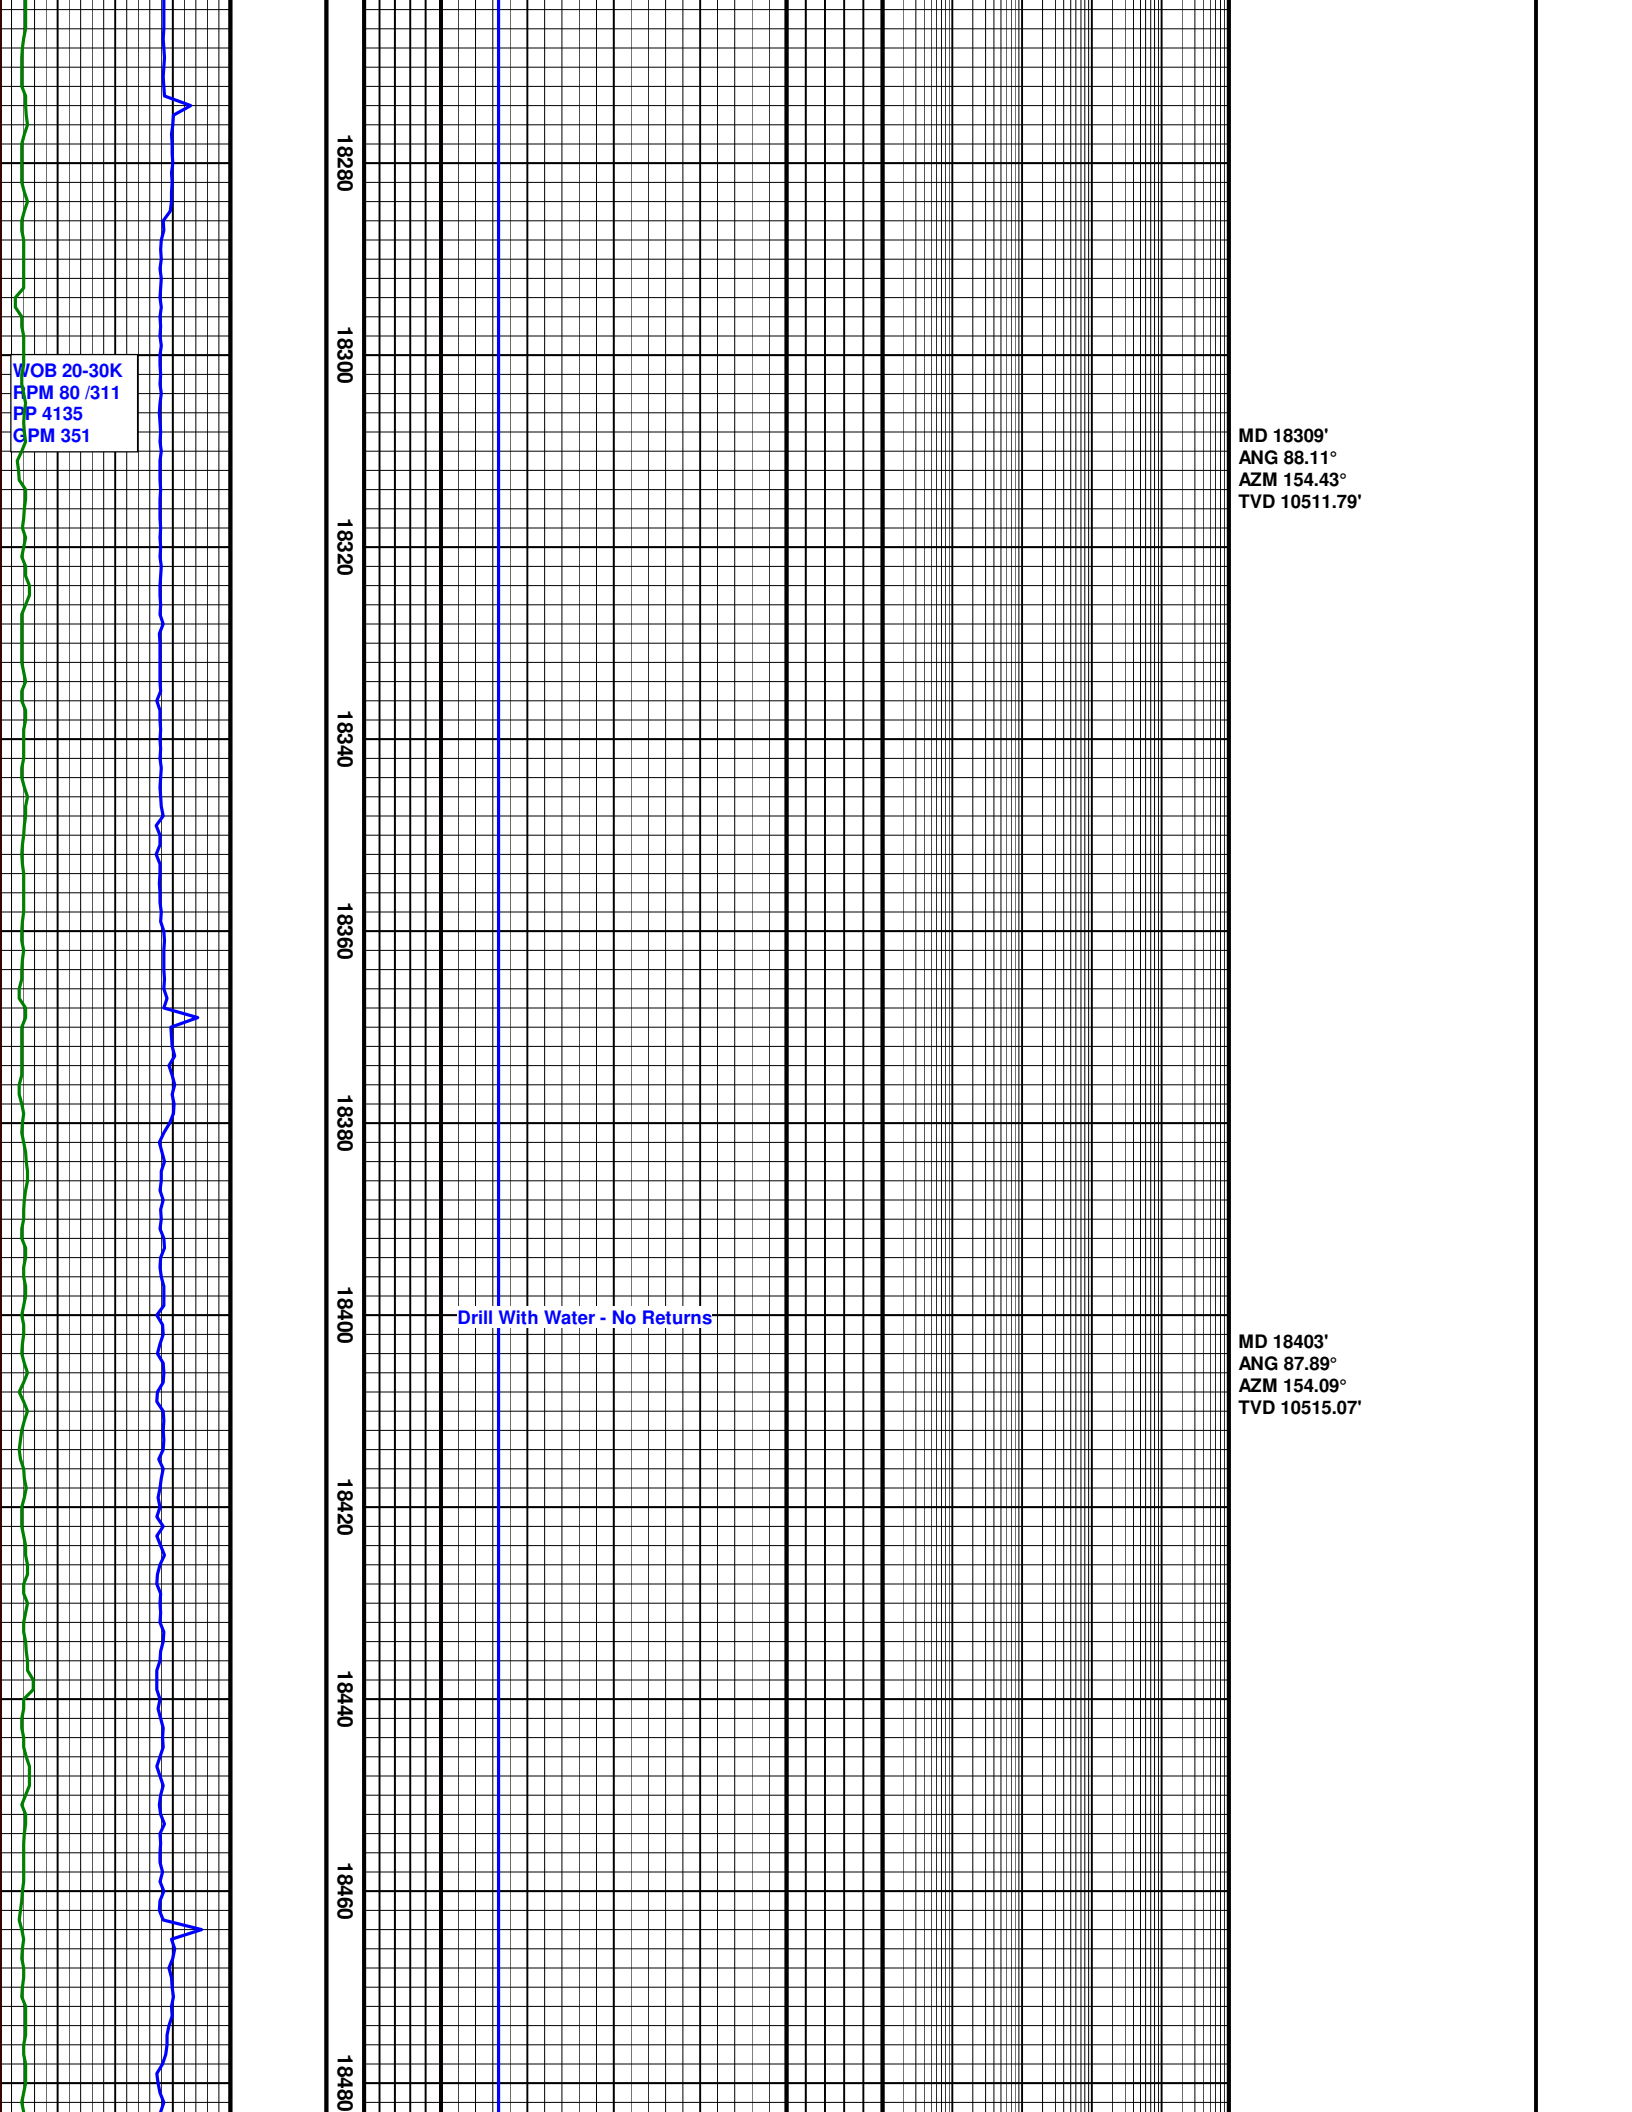 18280
18300
WOB 20-30K
RPM 80 /311
PP 4135
GPM 351
MD 18309'
ANG 88.11°
AZM 154.43°
TVD 10511.79'
18320
18340
18360
18380
18400
Drill With Water - No Returns
MD 18403'
ANG 87.89°
AZM 154.09°
TVD 10515.07'
18420
18440
18460
18480